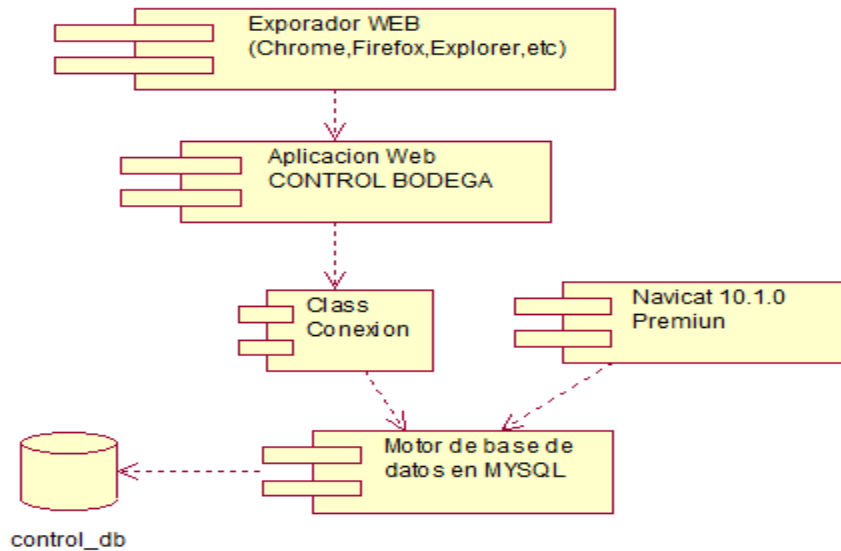 Exporador WEB
(Chrome,Firefox,Explorer,etc)
Aplicacion Web
CONTROL BODEGA
Class
Conexion
Navicat 10.1.0
Premiun
Motor de base de
datos en MYSQL
control_db